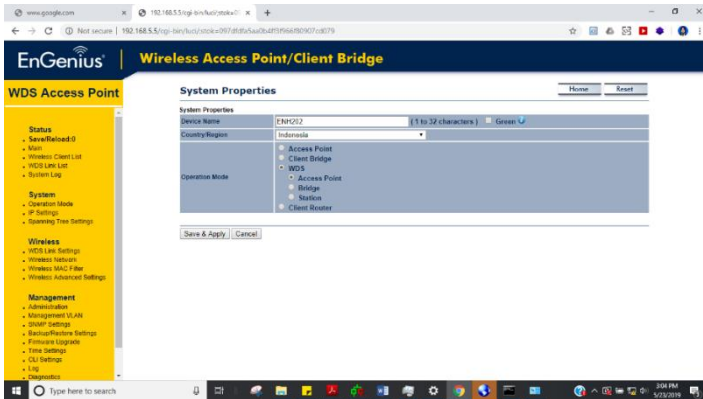 www.google.com
192.168.5.5/cgi-bin/luci/;stok=0
Not secure | 192.168.5.5/cgi-bin/luci/;stok=
EnGenius
Wireless Access Point/Client Bridge
WDS Access Point
Status
Save/Reload:0
Main
Wireless Client List
WDS Link List
System Log
System
Operation Mode
IP Settings
Spanning Tree Settings
Wireless
WDS Link Settings
Wireless Network
Wireless MAC Filter
Wireless Advanced Settings
Management
Administration
Management VLAN
SNMP Settings
Backup/Restore Settings
Firmware Upgrade
Time Settings
CLI Settings
Log
Diagnostics
System Properties
Home Reset
System Properties
Device Name ENH202 ( 1 to 32 characters ) Green
Country/Region Indonesia
Operation Mode
Access Point
Client Bridge
WDS
Access Point
Bridge
Station
Client Router
Save & Apply Cancel
Type here to search
3:04 PM
5/23/2019